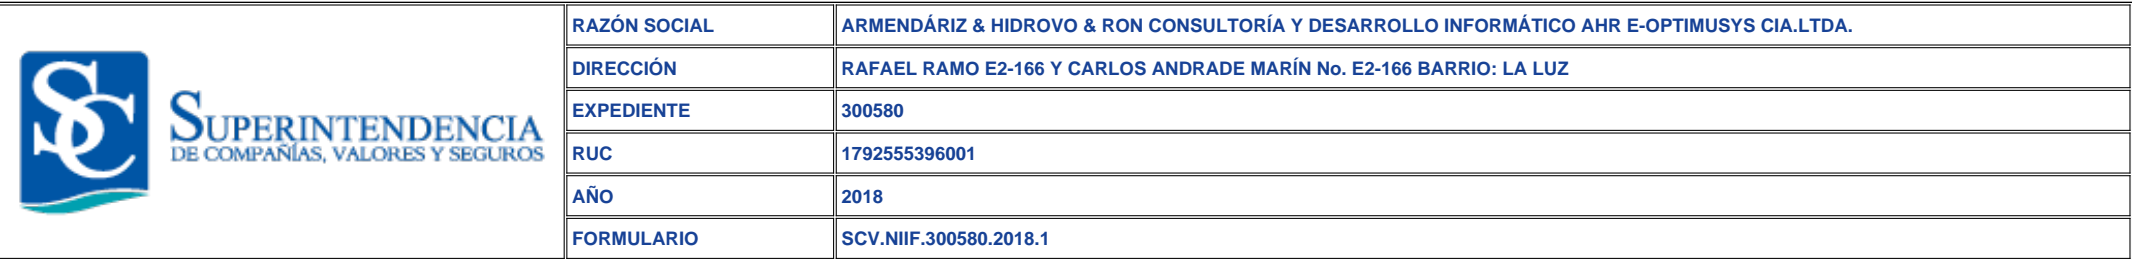 SC
SUPERINTENDENCIA
DE COMPAÑÍAS, VALORES Y SEGUROS
RAZÓN SOCIAL ARMENDÁRIZ & HIDROVO & RON CONSULTORÍA Y DESARROLLO INFORMÁTICO AHR E-OPTIMUSYS CIA.LTDA.
DIRECCIÓN RAFAEL RAMO E2-166 Y CARLOS ANDRADE MARÍN No. E2-166 BARRIO: LA LUZ
EXPEDIENTE 300580
RUC 1792555396001
AÑO 2018
FORMULARIO SCV.NIIF.300580.2018.1